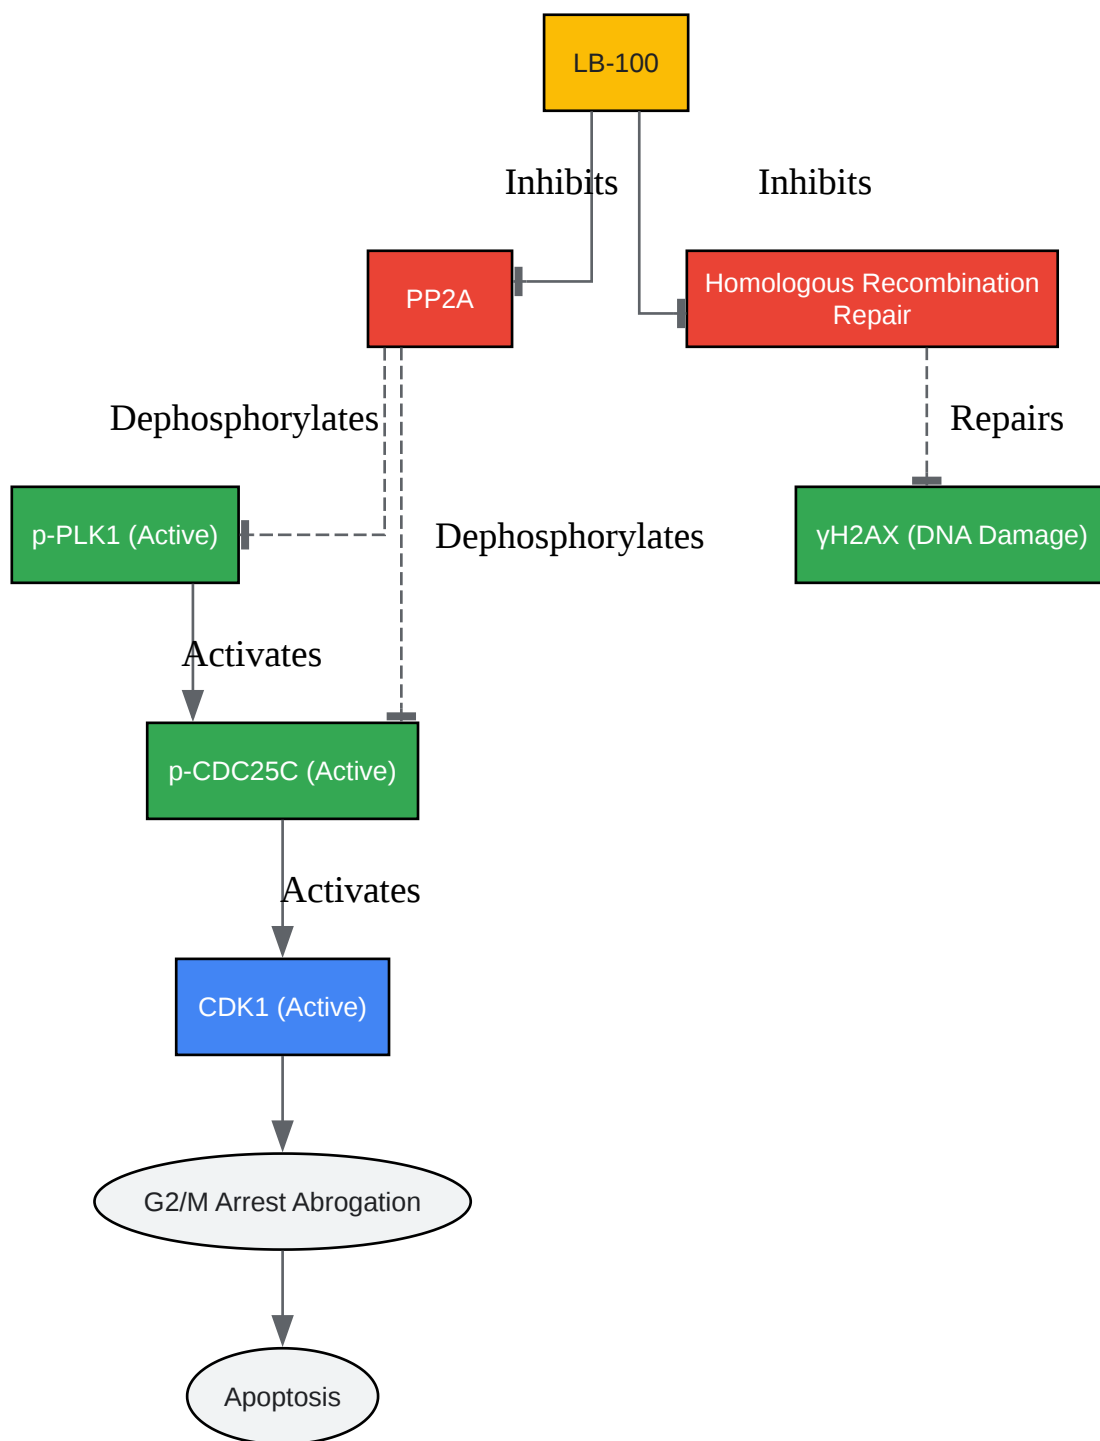 LB-100
Inhibits
Inhibits
PP2A
Homologous Recombination
Repair
Dephosphorylates
Repairs
p-PLK1 (Active)
Dephosphorylates
γH2AX (DNA Damage)
Activates
p-CDC25C (Active)
Activates
CDK1 (Active)
G2/M Arrest Abrogation
Apoptosis